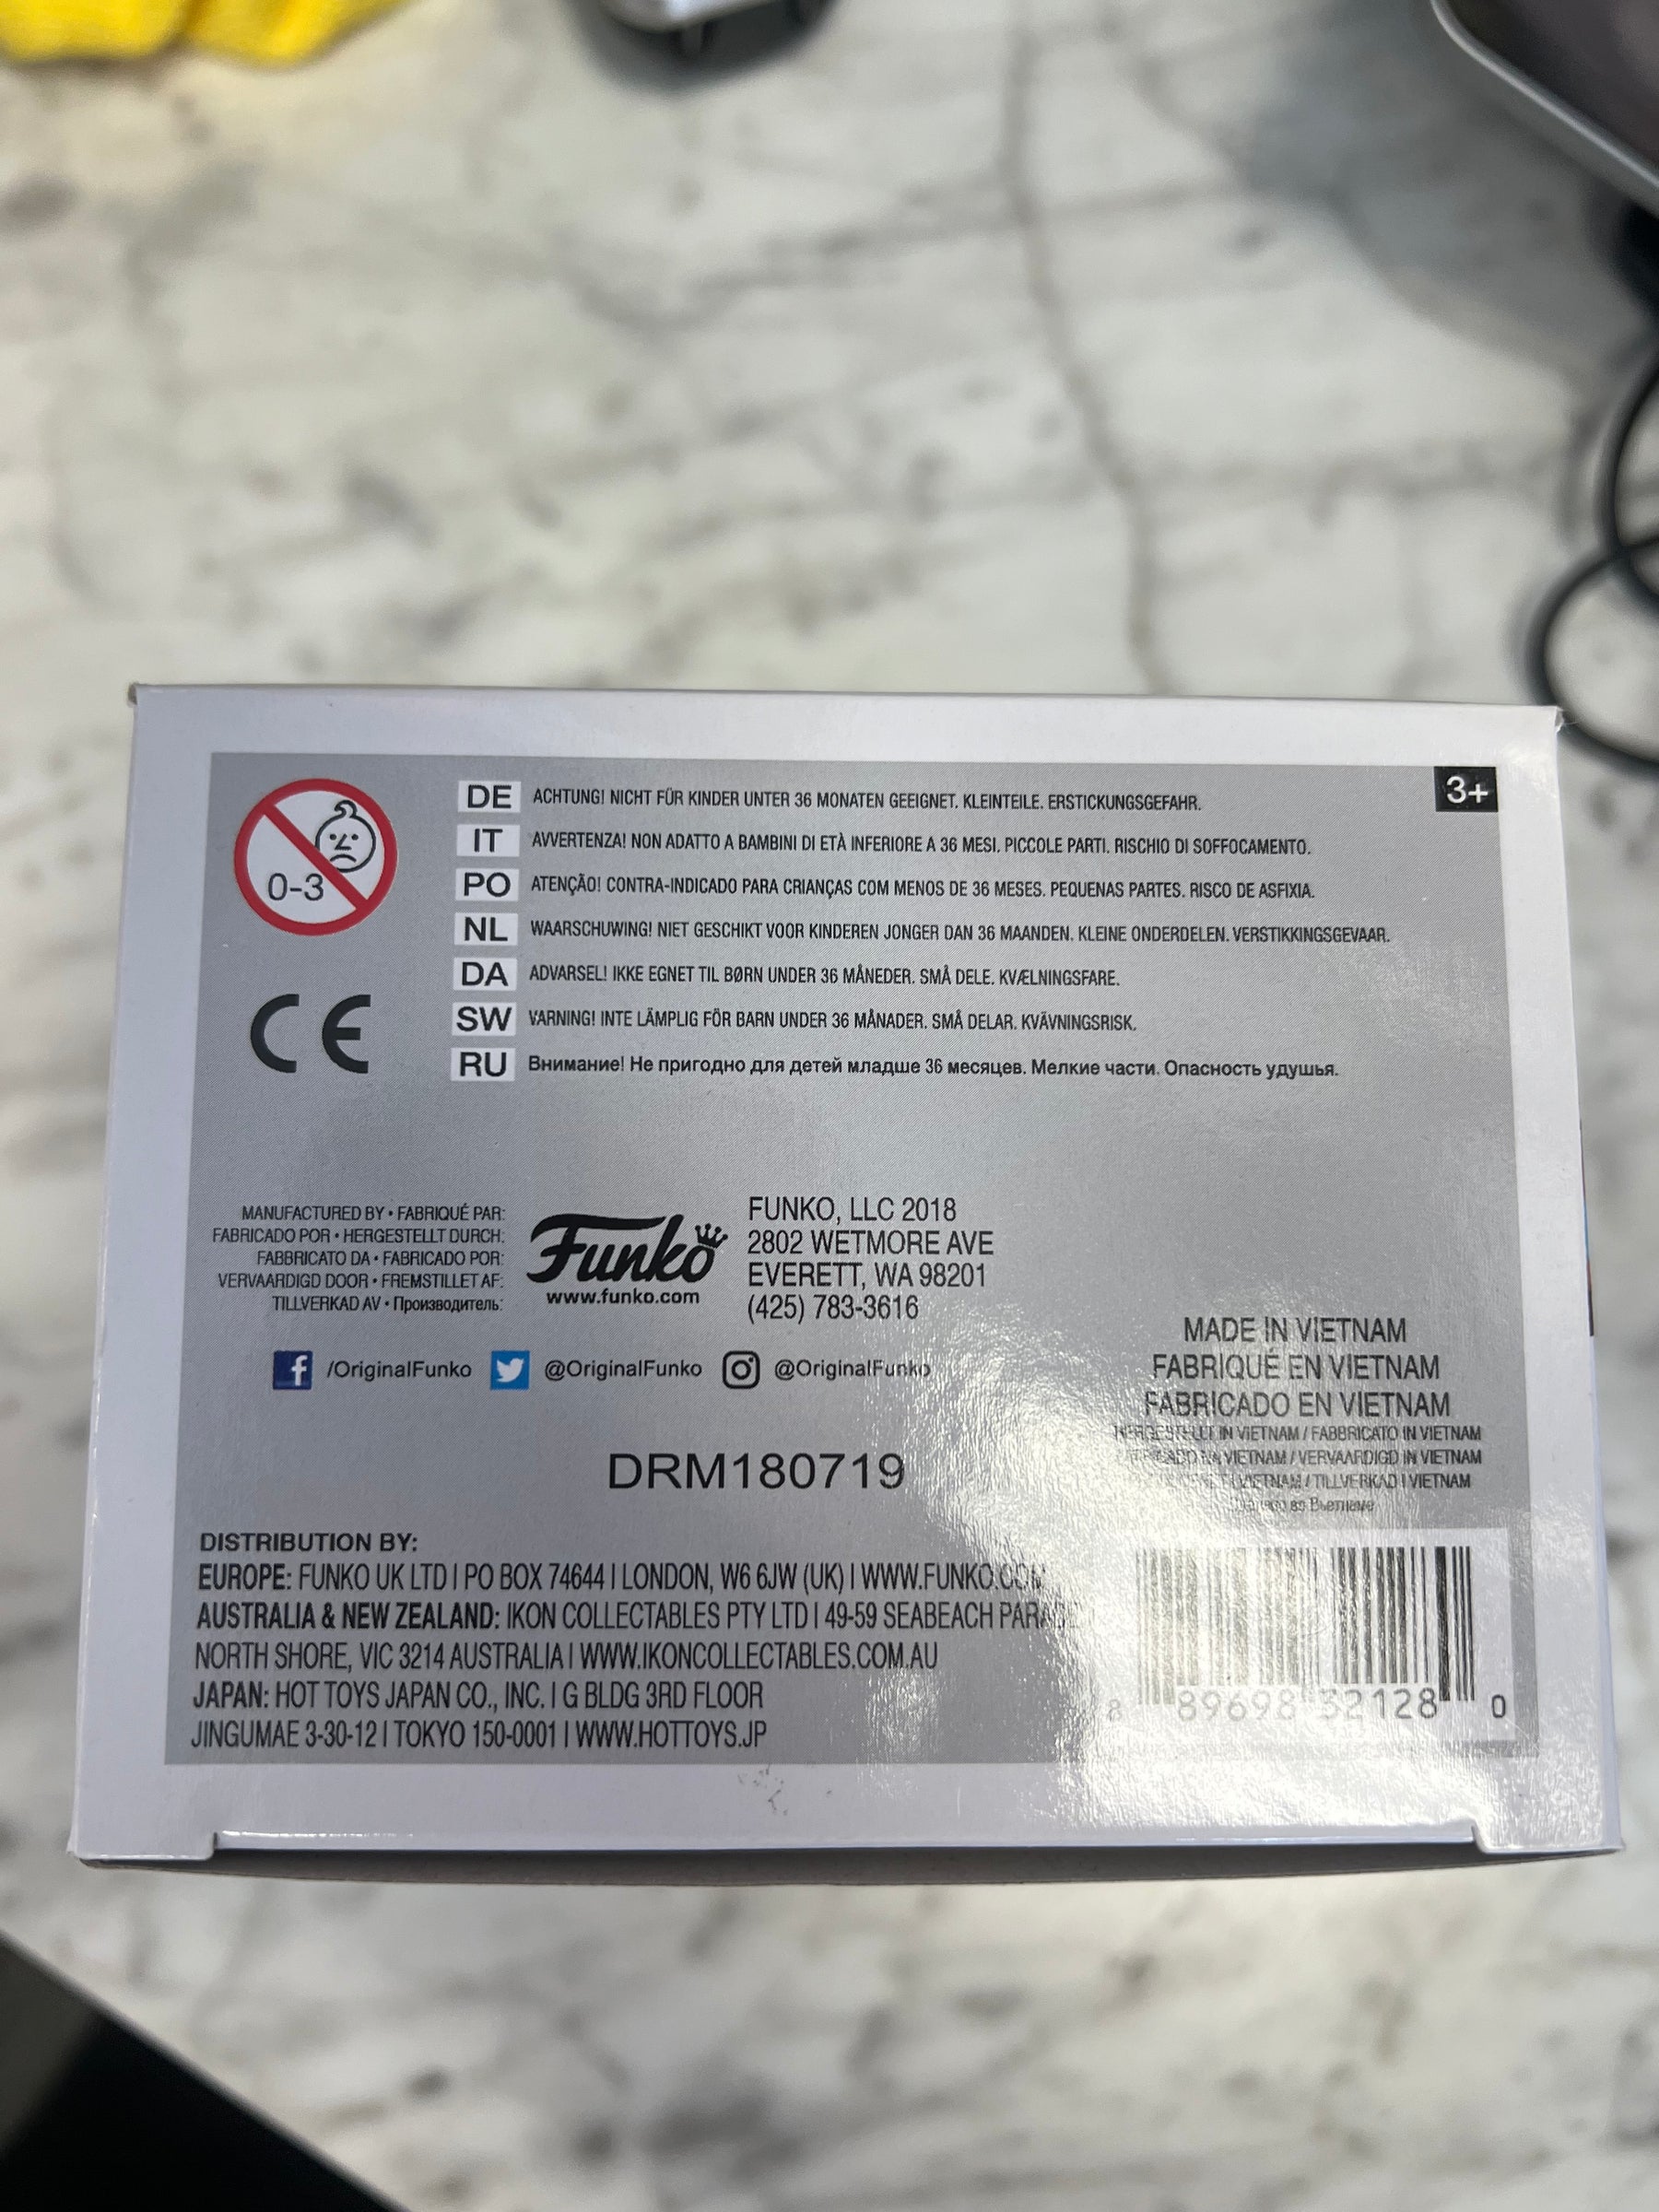 0-3
3+
DE ACHTUNG! NICHT FÜR KINDER UNTER 36 MONATEN GEEIGNET. KLEINTEILE. ERSTICKUNGSGEFAHR.
IT AVVERTENZA! NON ADATTO A BAMBINI DI ETÀ INFERIORE A 36 MESI. PICCOLE PARTI. RISCHIO DI SOFFOCAMENTO.
PO ATENÇÃO! CONTRA-INDICADO PARA CRIANÇAS COM MENOS DE 36 MESES. PEQUENAS PARTES. RISCO DE ASFIXIA.
NL WAARSCHUWING! NIET GESCHIKT VOOR KINDEREN JONGER DAN 36 MAANDEN. KLEINE ONDERDELEN. VERSTIKKINGSGEVAAR.
DA ADVARSEL! IKKE EGNET TIL BØRN UNDER 36 MÅNEDER. SMÅ DELE. KVÆLNINGSFARE.
SW VARNING! INTE LÄMPLIG FÖR BARN UNDER 36 MÅNADER. SMÅ DELAR. KVÄVNINGSRISK.
RU Внимание! Не пригодно для детей младше 36 месяцев. Мелкие части. Опасность удушья.
CE
MANUFACTURED BY • FABRIQUÉ PAR:
FABRICADO POR • HERGESTELLT DURCH:
FABBRICATO DA • FABRICADO POR:
VERVAARDIGD DOOR • FREMSTILLET AF:
TILLVERKAD AV • Производитель:
Funko
www.funko.com
FUNKO, LLC 2018
2802 WETMORE AVE
EVERETT, WA 98201
(425) 783-3616
/OriginalFunko @OriginalFunko @OriginalFunko
MADE IN VIETNAM
FABRIQUÉ EN VIETNAM
FABRICADO EN VIETNAM
HERGESTELLT IN VIETNAM / FABBRICATO IN VIETNAM
VIETNAM / VERVAARDIGD IN VIETNAM
VIETNAM / TILLVERKAD I VIETNAM
во Вьетнаме
DRM180719
DISTRIBUTION BY:
EUROPE: FUNKO UK LTD | PO BOX 74644 | LONDON, W6 6JW (UK) | WWW.FUNKO.COM
AUSTRALIA & NEW ZEALAND: IKON COLLECTABLES PTY LTD | 49-59 SEABEACH PARADE
NORTH SHORE, VIC 3214 AUSTRALIA | WWW.IKONCOLLECTABLES.COM.AU
JAPAN: HOT TOYS JAPAN CO., INC. | G BLDG 3RD FLOOR
JINGUMAE 3-30-12 | TOKYO 150-0001 | WWW.HOTTOYS.JP
8 89698 32128 0